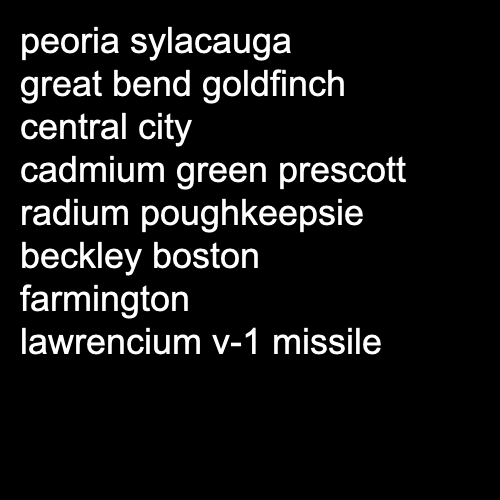 peoria sylacauga
great bend goldfinch
central city
cadmium green prescott
radium poughkeepsie
beckley boston
farmington
lawrencium v-1 missile